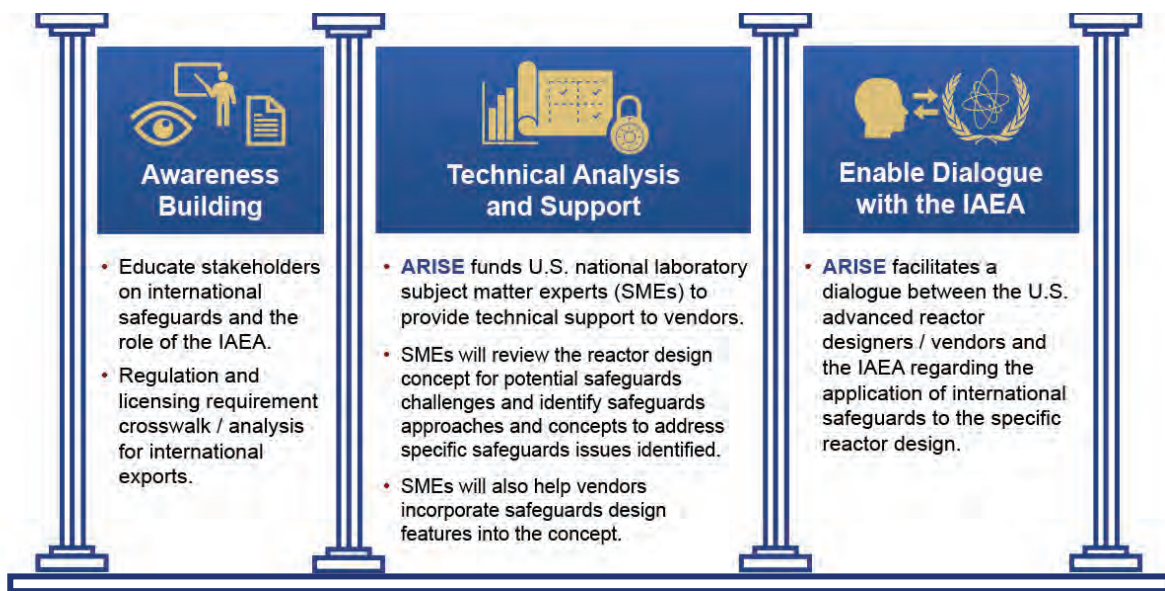 Awareness
Building
• Educate stakeholders
on international
safeguards and the
role of the IAEA.
• Regulation and
licensing requirement
crosswalk / analysis
for international
exports.
Technical Analysis
and Support
• ARISE funds U.S. national laboratory
subject matter experts (SMEs) to
provide technical support to vendors.
• SMEs will review the reactor design
concept for potential safeguards
challenges and identify safeguards
approaches and concepts to address
specific safeguards issues identified.
• SMEs will also help vendors
incorporate safeguards design
features into the concept.
Enable Dialogue
with the IAEA
• ARISE facilitates a
dialogue between the U.S.
advanced reactor
designers / vendors and
the IAEA regarding the
application of international
safeguards to the specific
reactor design.